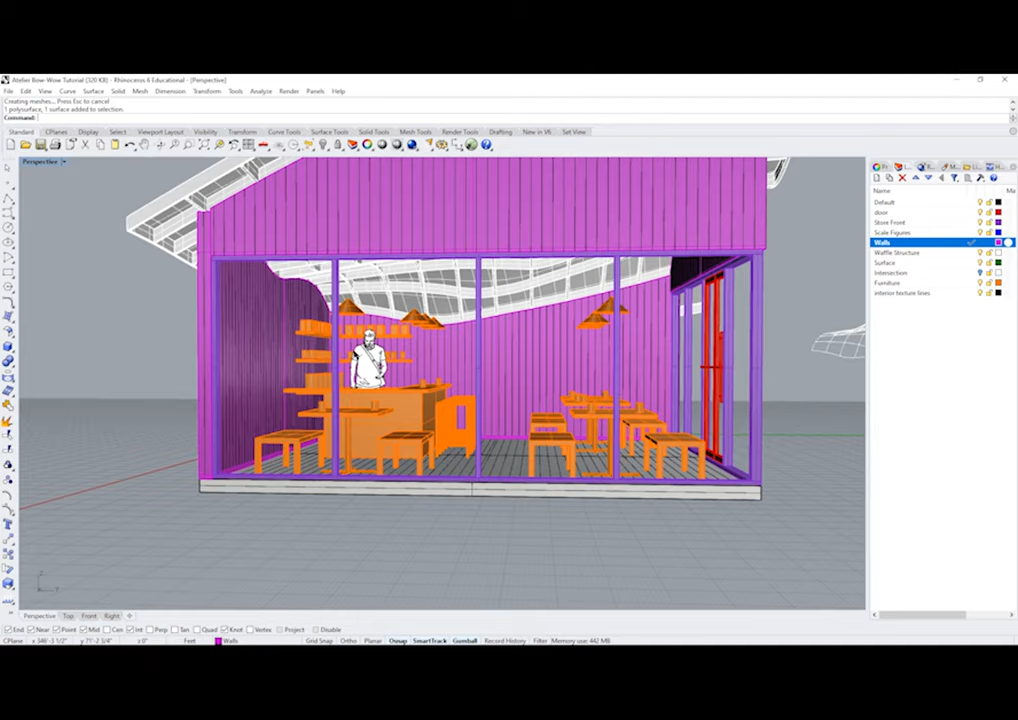 Atelier Bow-Wow Tutorial (320 KB) - Rhinoceros 6 Educational - [Perspective]
File Edit View Curve Surface Solid Mesh Dimension Transform Tools Analyze Render Panels Help
Creating meshes... Press Esc to cancel
1 polysurface, 1 surface added to selection.
Command:
Standard CPlanes Display Select Viewport Layout Visibility Transform Curve Tools Surface Tools Solid Tools Mesh Tools Render Tools Drafting New in V6 Set View
Perspective
Name
Default
door
Store Front
Scale Figures
Walls
Waffle Structure
Surface
Intersection
Furniture
interior texture lines
Perspective Top Front Right
End Near Point Mid Cen Int Perp Tan Quad Knot Vertex Project Disable
CPlane Feet Walls Grid Snap Ortho Planar Osnap SmartTrack Gumball Record History Filter Memory use: 442 MB